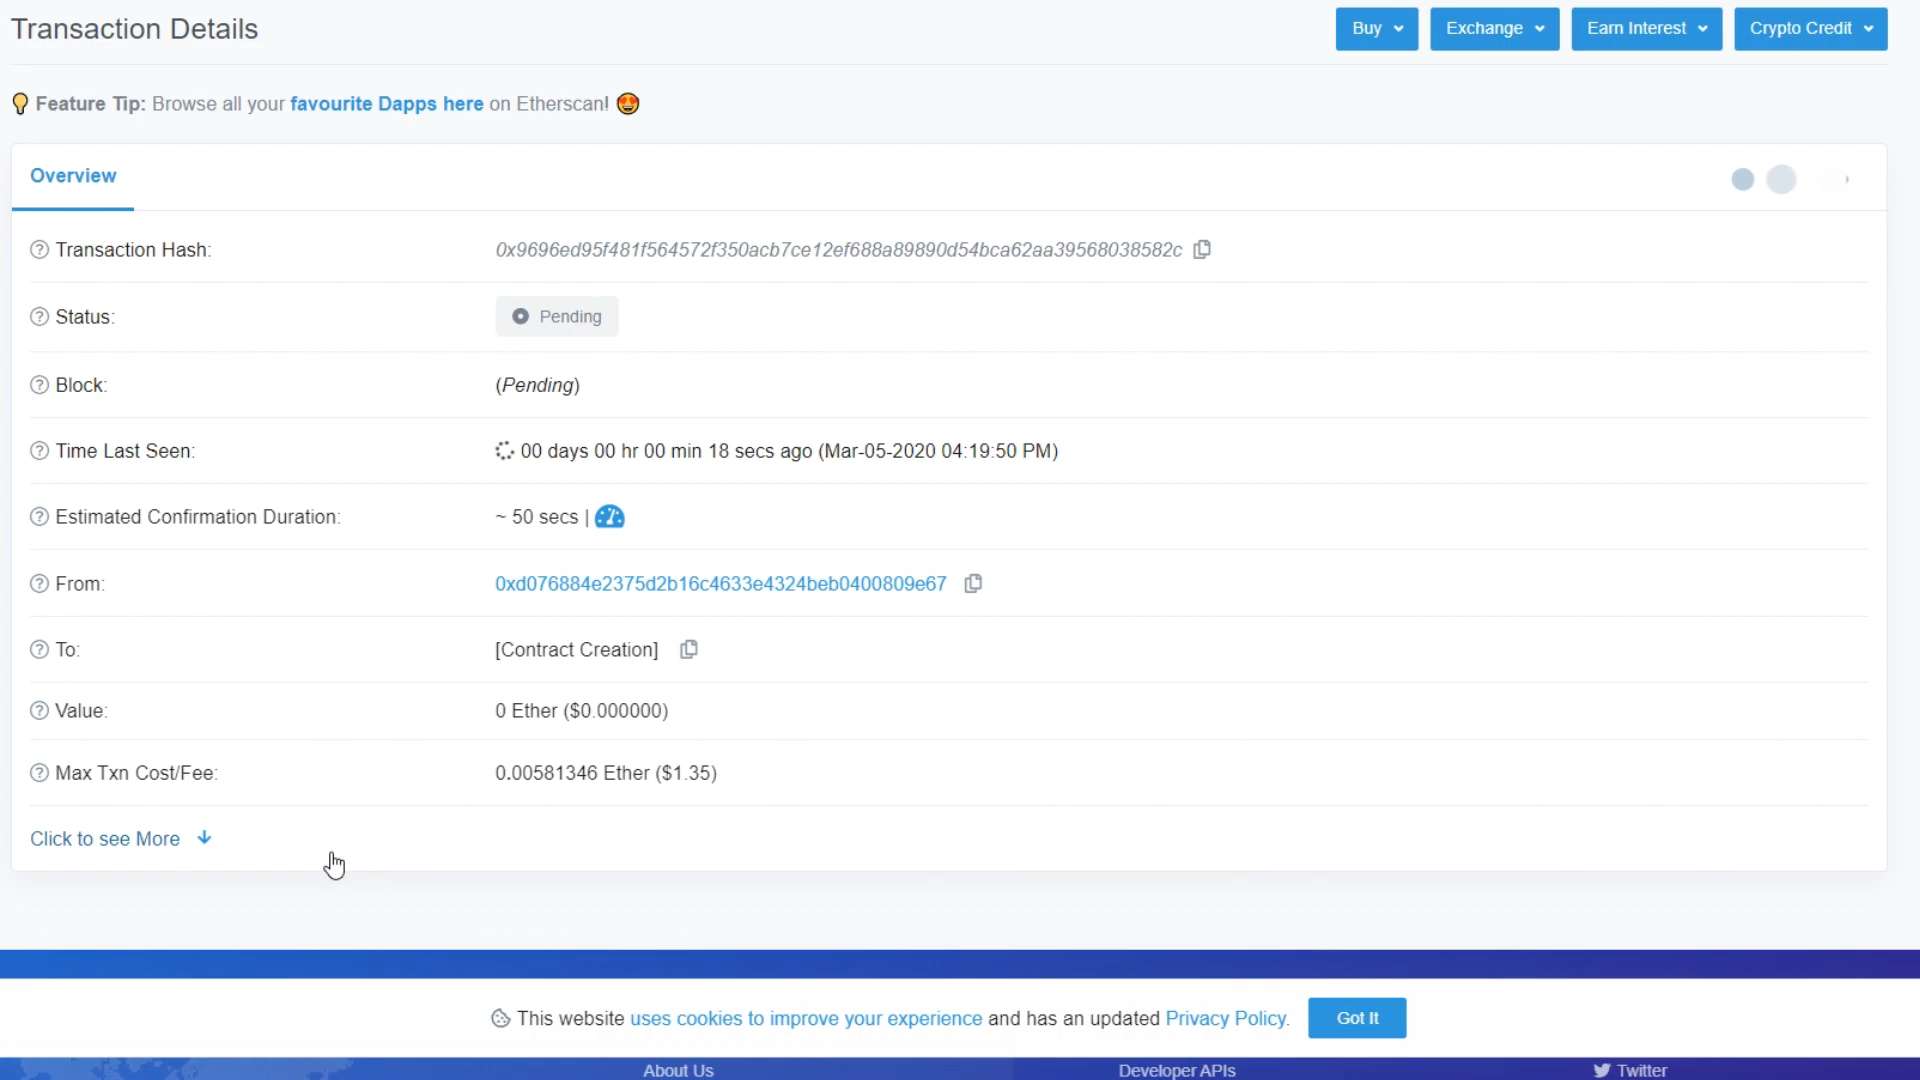 Transaction Details
Buy
Exchange
Earn Interest
Crypto Credit
Feature Tip: Browse all your favourite Dapps here on Etherscan!
Overview
Transaction Hash: 0x9696ed95f481f564572f350acb7ce12ef688a89890d54bca62aa39568038582c
Status: Pending
Block: (Pending)
Time Last Seen: 00 days 00 hr 00 min 18 secs ago (Mar-05-2020 04:19:50 PM)
Estimated Confirmation Duration: ~ 50 secs |
From: 0xd076884e2375d2b16c4633e4324beb0400809e67
To: [Contract Creation]
Value: 0 Ether ($0.000000)
Max Txn Cost/Fee: 0.00581346 Ether ($1.35)
Click to see More
This website uses cookies to improve your experience and has an updated Privacy Policy. Got It
About Us
Developer APIs
Twitter